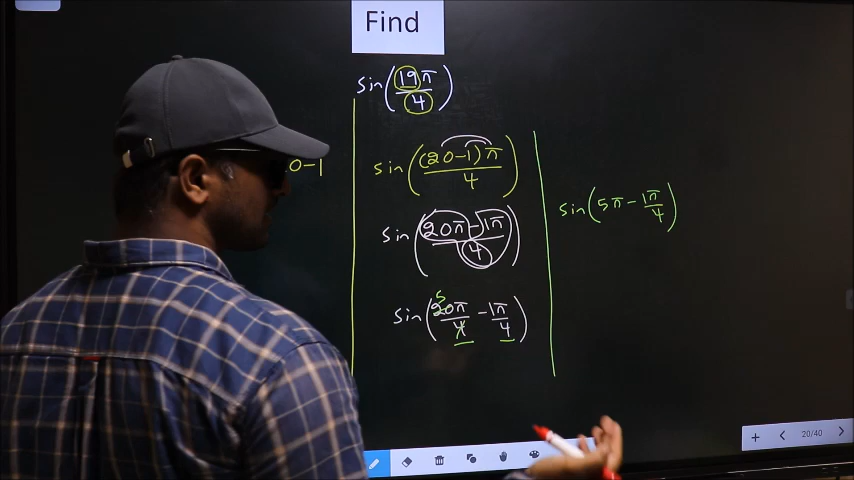 Find
sin(19π/4)
0-1
sin((20-1)π/4)
sin((20π-1π)/4)
sin(20π/4 - 1π/4)
5
sin(5π - 1π/4)
20/40